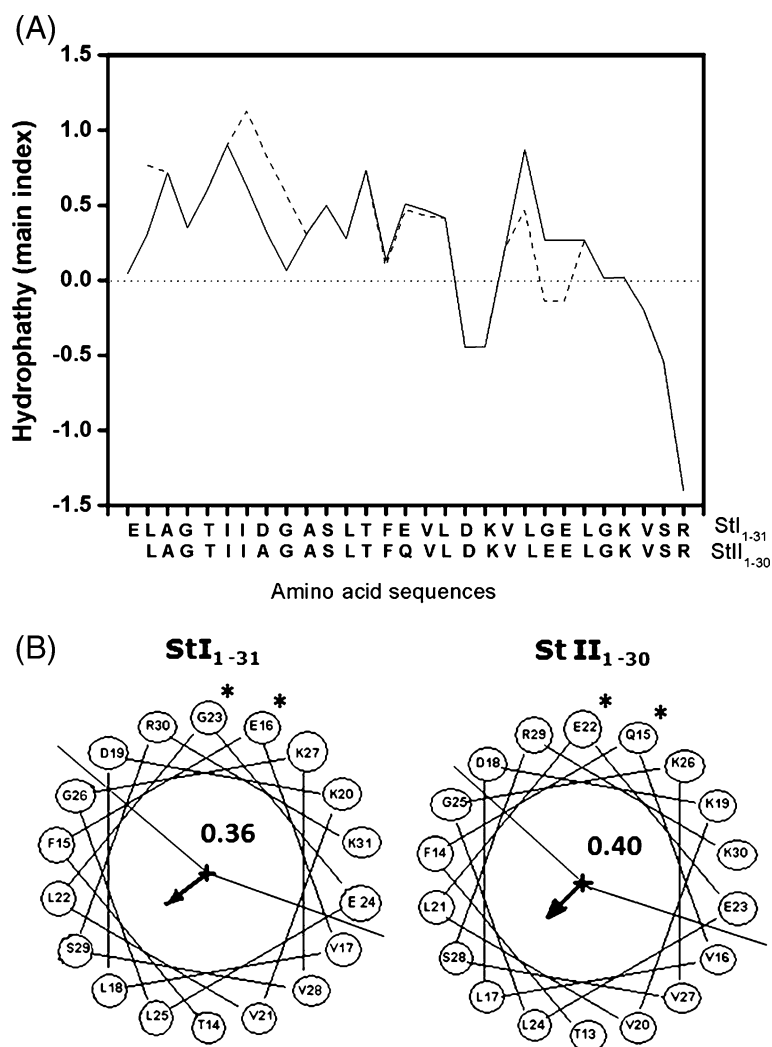 (A)
1.5
1.0
0.5
0.0
-0.5
-1.0
-1.5
Hydrophathy (main index)
E L A G T I I D G A S L T F E V L D K V L G E L G K V S R StI1-31
L A G T I I A G A S L T F Q V L D K V L E E L G K V S R StII1-30
Amino acid sequences
(B)
StI1-31
St II1-30
* *
G23
R30
E16
D19
K27
G26
K20
0.36
F15
K31
L22
E 24
S29
V17
L18
V28
L25
V21
T14
* *
E22
R29
Q15
D18
K26
G25
K19
0.40
F14
K30
L21
E23
S28
V16
L17
V27
L24
V20
T13